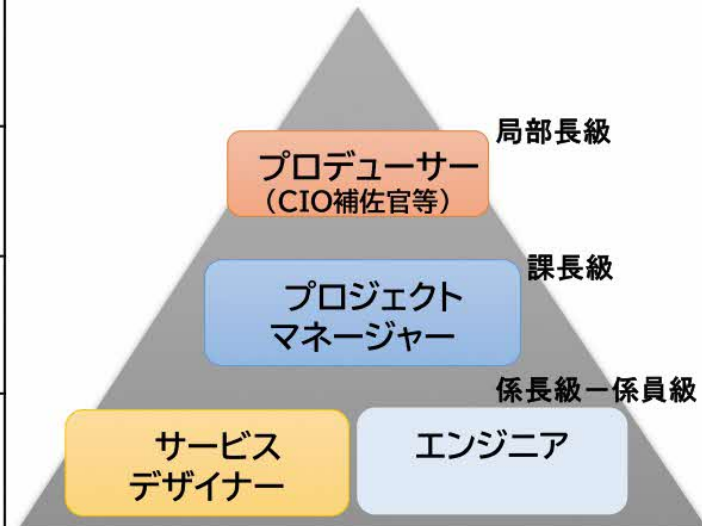 局部長級
プロデューサー
（CIO補佐官等）
課長級
プロジェクト
マネージャー
係長級－係員級
サービス
デザイナー
エンジニア